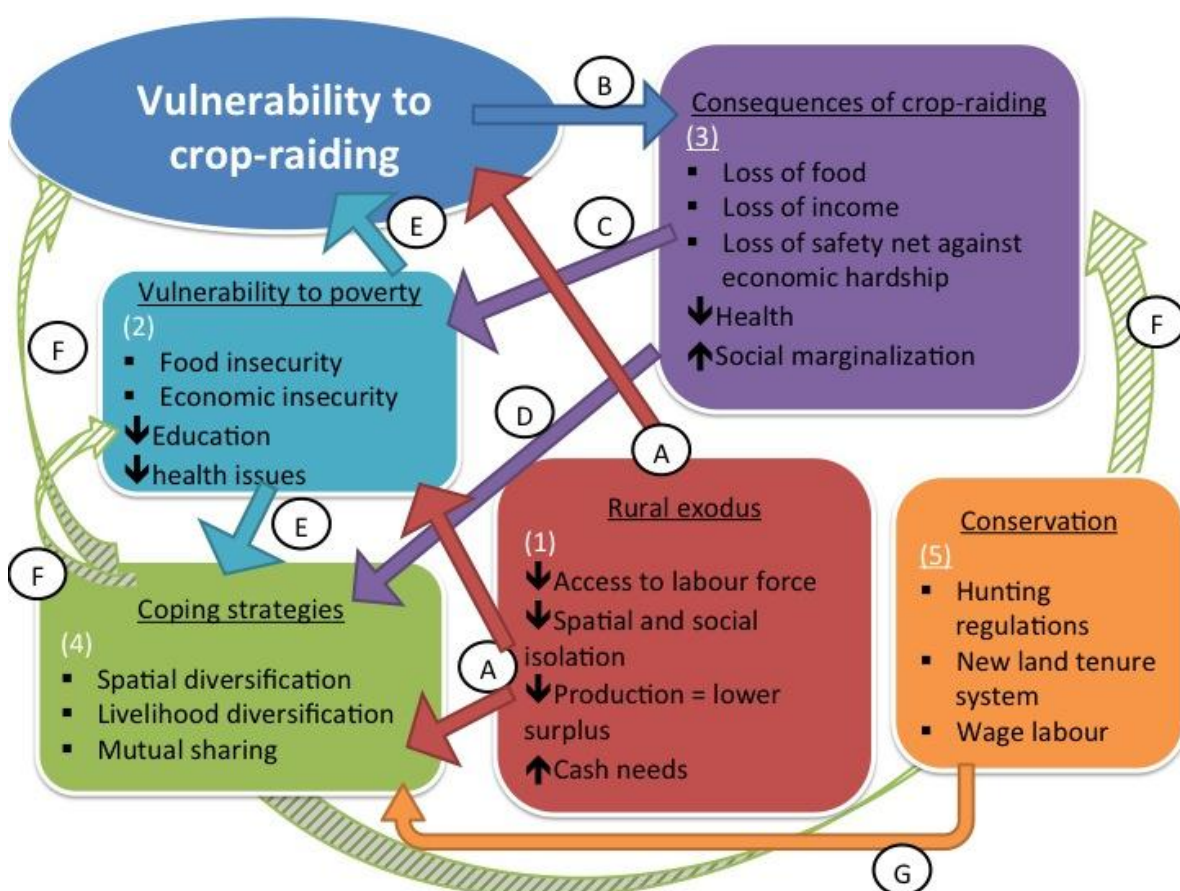 Vulnerability to
crop-raiding
B
Consequences of crop-raiding
(3)
▪ Loss of food
▪ Loss of income
▪ Loss of safety net against
economic hardship
↓Health
↑Social marginalization
E
C
F
F
Vulnerability to poverty
(2)
▪ Food insecurity
▪ Economic insecurity
↓Education
↓health issues
D
A
E
F
Rural exodus
(1)
↓Access to labour force
↓Spatial and social
isolation
↓Production = lower
surplus
↑Cash needs
Conservation
(5)
▪ Hunting
regulations
▪ New land tenure
system
▪ Wage labour
Coping strategies
(4)
▪ Spatial diversification
▪ Livelihood diversification
▪ Mutual sharing
A
G